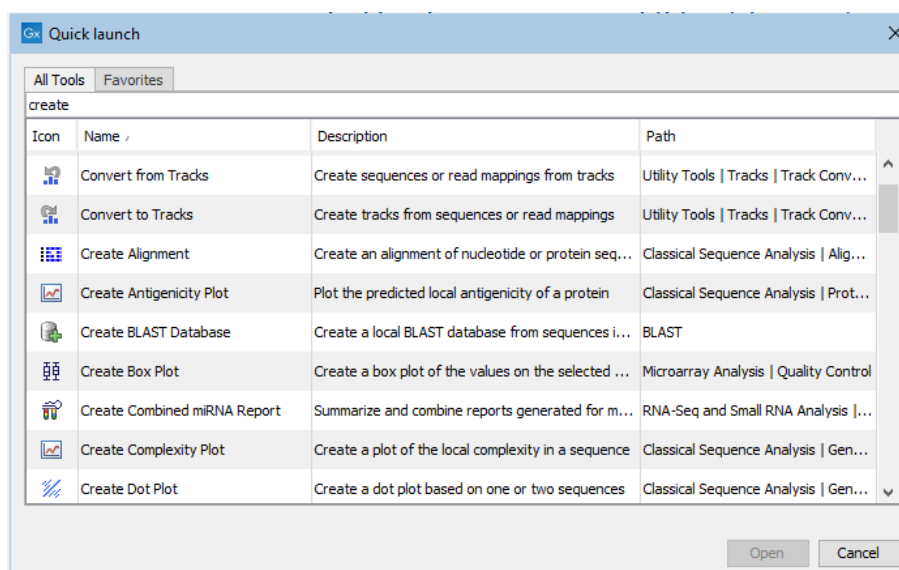 Gx Quick launch
All Tools Favorites
create
Icon Name Description Path
Convert from Tracks Create sequences or read mappings from tracks Utility Tools | Tracks | Track Conv...
Convert to Tracks Create tracks from sequences or read mappings Utility Tools | Tracks | Track Conv...
Create Alignment Create an alignment of nucleotide or protein seq... Classical Sequence Analysis | Alig...
Create Antigenicity Plot Plot the predicted local antigenicity of a protein Classical Sequence Analysis | Prot...
Create BLAST Database Create a local BLAST database from sequences i... BLAST
Create Box Plot Create a box plot of the values on the selected ... Microarray Analysis | Quality Control
Create Combined miRNA Report Summarize and combine reports generated for m... RNA-Seq and Small RNA Analysis |...
Create Complexity Plot Create a plot of the local complexity in a sequence Classical Sequence Analysis | Gen...
Create Dot Plot Create a dot plot based on one or two sequences Classical Sequence Analysis | Gen...
Open Cancel